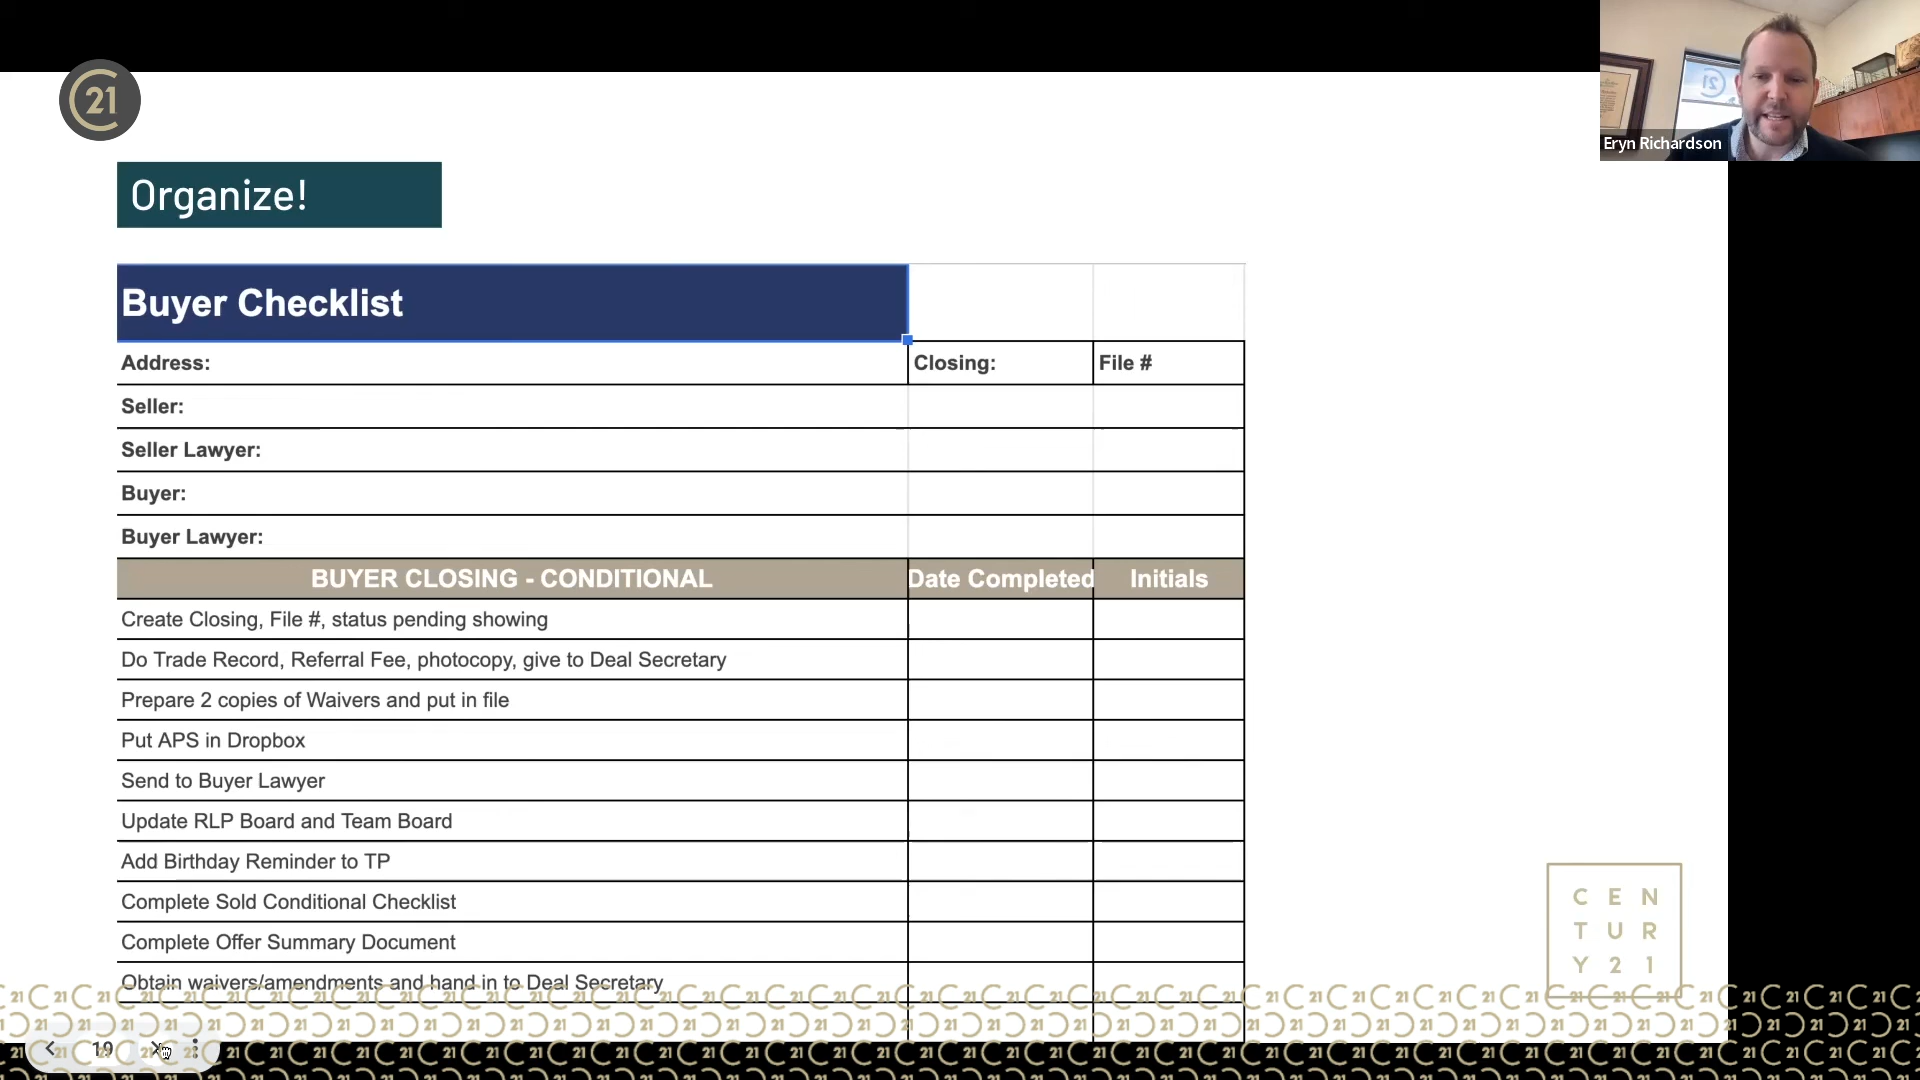 21
Eryn Richardson
Organize!
Buyer Checklist
Address: Closing: File #
Seller:
Seller Lawyer:
Buyer:
Buyer Lawyer:
BUYER CLOSING - CONDITIONAL Date Completed Initials
Create Closing, File #, status pending showing
Do Trade Record, Referral Fee, photocopy, give to Deal Secretary
Prepare 2 copies of Waivers and put in file
Put APS in Dropbox
Send to Buyer Lawyer
Update RLP Board and Team Board
Add Birthday Reminder to TP
Complete Sold Conditional Checklist
Complete Offer Summary Document
Obtain waivers/amendments and hand in to Deal Secretary
CEN
TUR
Y21
19